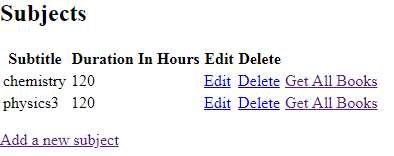 Subjects
Subtitle Duration In Hours Edit Delete
chemistry 120 Edit Delete Get All Books
physics3 120 Edit Delete Get All Books
Add a new subject